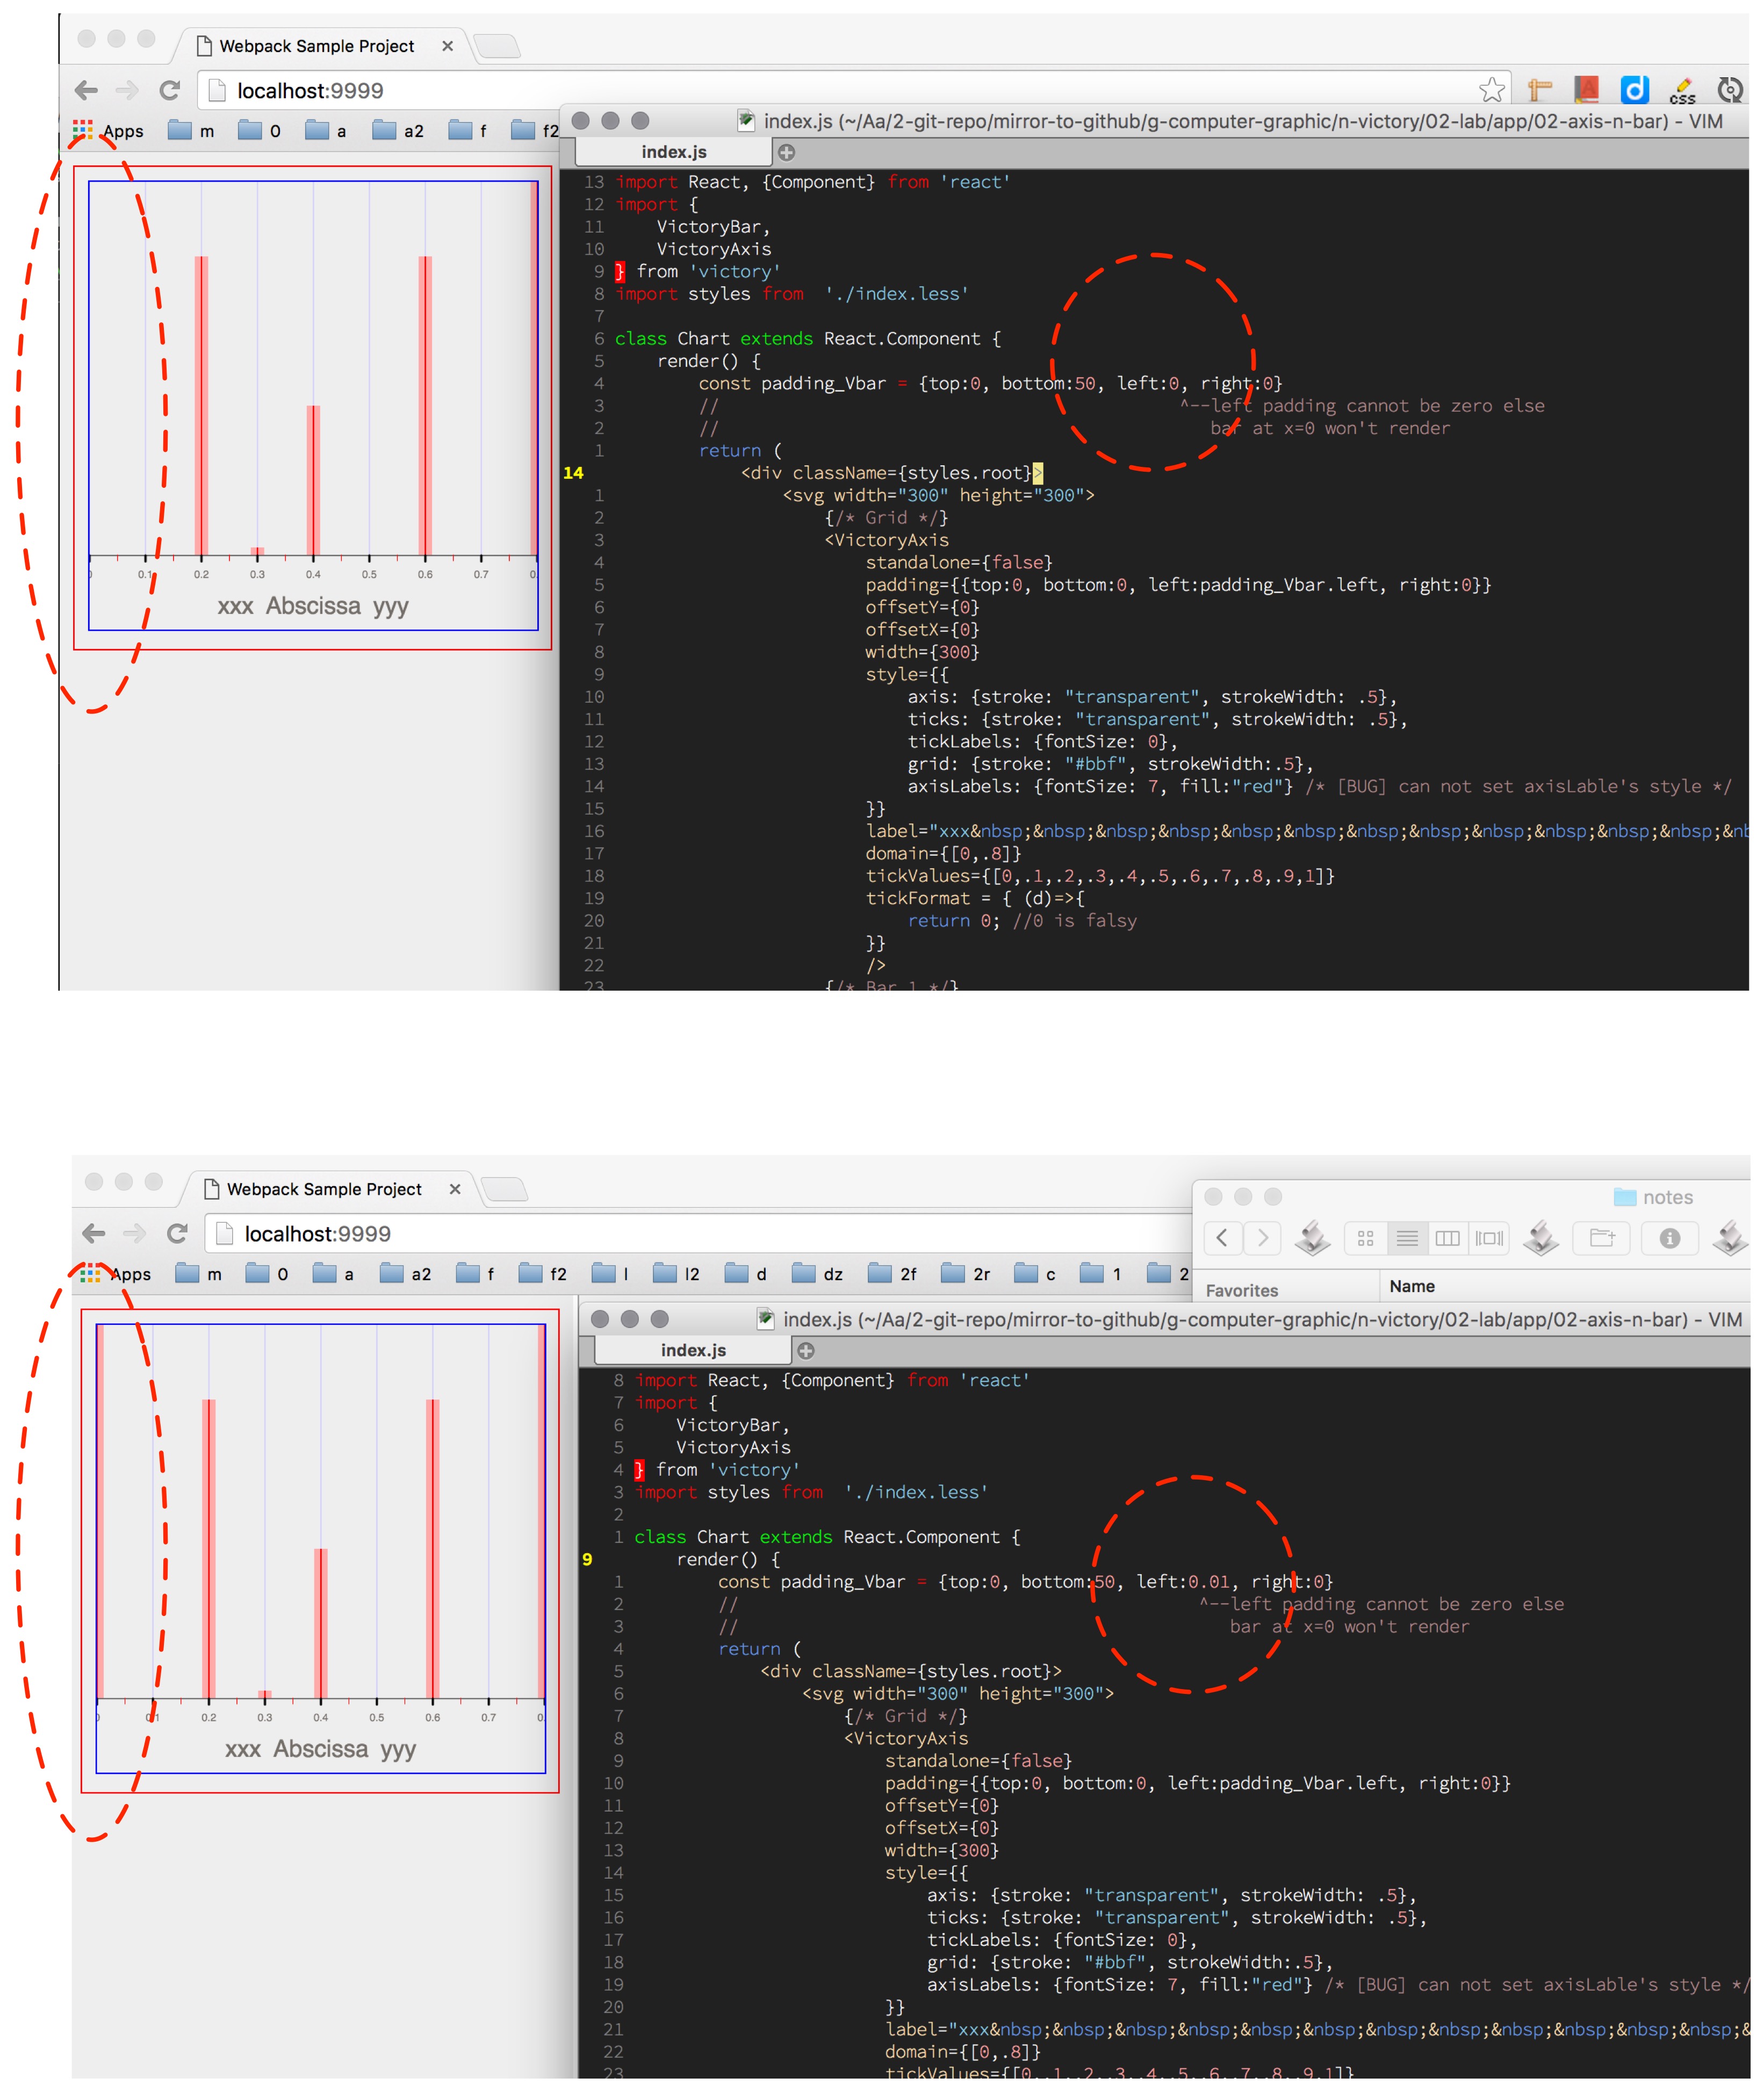 Webpack Sample Project
localhost:9999
css
Apps m 0 a a2 f f2
index.js (~/Aa/2-git-repo/mirror-to-github/g-computer-graphic/n-victory/02-lab/app/02-axis-n-bar) - VIM
index.js
13 import React, {Component} from 'react'
12 import {
11 VictoryBar,
10 VictoryAxis
9 } from 'victory'
8 import styles from './index.less'
7
6 class Chart extends React.Component {
5 render() {
4 const padding_Vbar = {top:0, bottom:50, left:0, right:0}
3 // ^--left padding cannot be zero else
2 // bar at x=0 won't render
1 return (
14 <div className={styles.root}>
1 <svg width="300" height="300">
2 {/* Grid */}
3 <VictoryAxis
4 standalone={false}
5 padding={{top:0, bottom:0, left:padding_Vbar.left, right:0}}
6 offsetY={0}
7 offsetX={0}
8 width={300}
9 style={{
10 axis: {stroke: "transparent", strokeWidth: .5},
11 ticks: {stroke: "transparent", strokeWidth: .5},
12 tickLabels: {fontSize: 0},
13 grid: {stroke: "#bbf", strokeWidth:.5},
14 axisLabels: {fontSize: 7, fill:"red"} /* [BUG] can not set axisLable's style */
15 }}
16 label="xxx&nbsp;&nbsp;&nbsp;&nbsp;&nbsp;&nbsp;&nbsp;&nbsp;&nbsp;&nbsp;&nbsp;&nbsp;&nb
17 domain={[0,.8]}
18 tickValues={[0,.1,.2,.3,.4,.5,.6,.7,.8,.9,1]}
19 tickFormat = { (d)=>{
20 return 0; //0 is falsy
21 }}
22 />
23 {/* Bar 1 */}
0.1 0.2 0.3 0.4 0.5 0.6 0.7 0.
xxx Abscissa yyy
Webpack Sample Project
localhost:9999
Apps m 0 a a2 f f2 l l2 d dz 2f 2r c 1 2
notes
Favorites Name
index.js (~/Aa/2-git-repo/mirror-to-github/g-computer-graphic/n-victory/02-lab/app/02-axis-n-bar) - VIM
index.js
8 import React, {Component} from 'react'
7 import {
6 VictoryBar,
5 VictoryAxis
4 } from 'victory'
3 import styles from './index.less'
2
1 class Chart extends React.Component {
9 render() {
1 const padding_Vbar = {top:0, bottom:50, left:0.01, right:0}
2 // ^--left padding cannot be zero else
3 // bar at x=0 won't render
4 return (
5 <div className={styles.root}>
6 <svg width="300" height="300">
7 {/* Grid */}
8 <VictoryAxis
9 standalone={false}
10 padding={{top:0, bottom:0, left:padding_Vbar.left, right:0}}
11 offsetY={0}
12 offsetX={0}
13 width={300}
14 style={{
15 axis: {stroke: "transparent", strokeWidth: .5},
16 ticks: {stroke: "transparent", strokeWidth: .5},
17 tickLabels: {fontSize: 0},
18 grid: {stroke: "#bbf", strokeWidth:.5},
19 axisLabels: {fontSize: 7, fill:"red"} /* [BUG] can not set axisLable's style */
20 }}
21 label="xxx&nbsp;&nbsp;&nbsp;&nbsp;&nbsp;&nbsp;&nbsp;&nbsp;&nbsp;&nbsp;&nbsp;&nbsp;&
22 domain={[0,.8]}
23 tickValues={[0,.1,.2,.3,.4,.5,.6,.7,.8,.9,1]}
0.1 0.2 0.3 0.4 0.5 0.6 0.7 0.
xxx Abscissa yyy